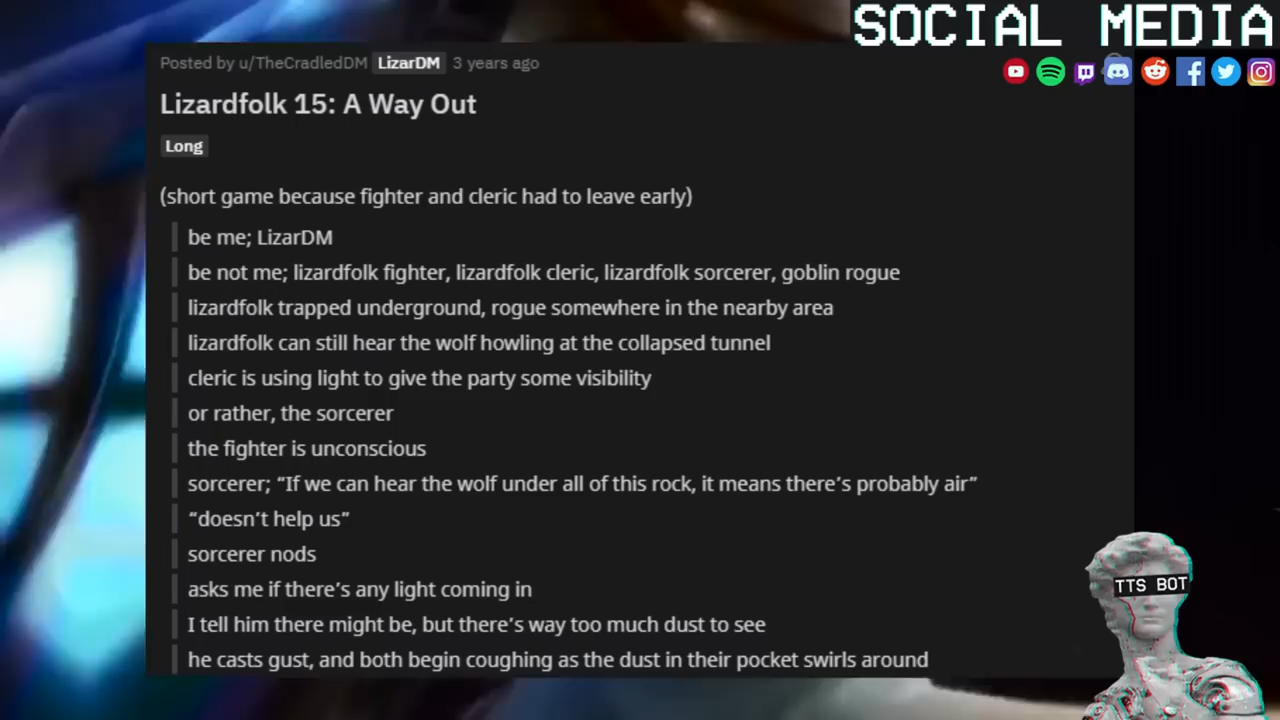 SOCIAL MEDIA
Posted by u/TheCradledDM LizarDM 3 years ago
Lizardfolk 15: A Way Out
Long
(short game because fighter and cleric had to leave early)
be me; LizarDM
be not me; lizardfolk fighter, lizardfolk cleric, lizardfolk sorcerer, goblin rogue
lizardfolk trapped underground, rogue somewhere in the nearby area
lizardfolk can still hear the wolf howling at the collapsed tunnel
cleric is using light to give the party some visibility
or rather, the sorcerer
the fighter is unconscious
sorcerer; “If we can hear the wolf under all of this rock, it means there’s probably air”
“doesn’t help us”
sorcerer nods
asks me if there’s any light coming in
I tell him there might be, but there’s way too much dust to see
he casts gust, and both begin coughing as the dust in their pocket swirls around
TTS BOT